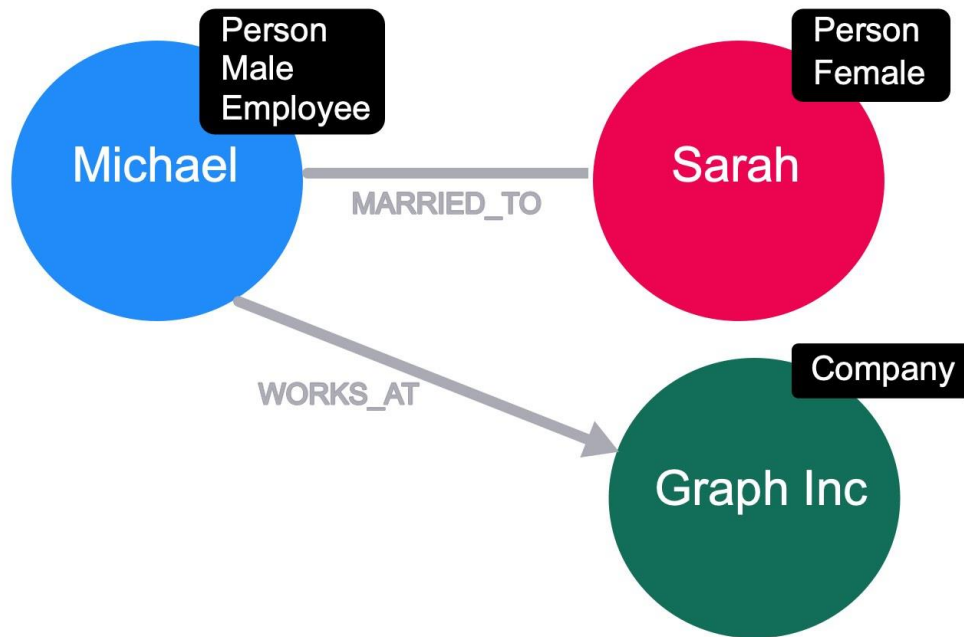 Person
Male
Employee
Michael
Person
Female
Sarah
MARRIED_TO
WORKS_AT
Company
Graph Inc